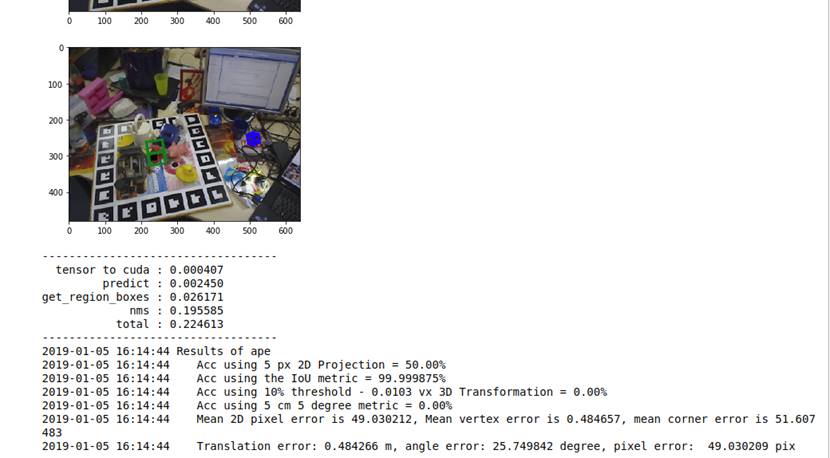 0 100 200 300 400 500 600
0
100
200
300
400
0 100 200 300 400 500 600
-----------------------------------
tensor to cuda : 0.000407
predict : 0.002450
get_region_boxes : 0.026171
nms : 0.195585
total : 0.224613
-----------------------------------
2019-01-05 16:14:44 Results of ape
2019-01-05 16:14:44 Acc using 5 px 2D Projection = 50.00%
2019-01-05 16:14:44 Acc using the IoU metric = 99.999875%
2019-01-05 16:14:44 Acc using 10% threshold - 0.0103 vx 3D Transformation = 0.00%
2019-01-05 16:14:44 Acc using 5 cm 5 degree metric = 0.00%
2019-01-05 16:14:44 Mean 2D pixel error is 49.030212, Mean vertex error is 0.484657, mean corner error is 51.607
483
2019-01-05 16:14:44 Translation error: 0.484266 m, angle error: 25.749842 degree, pixel error: 49.030209 pix